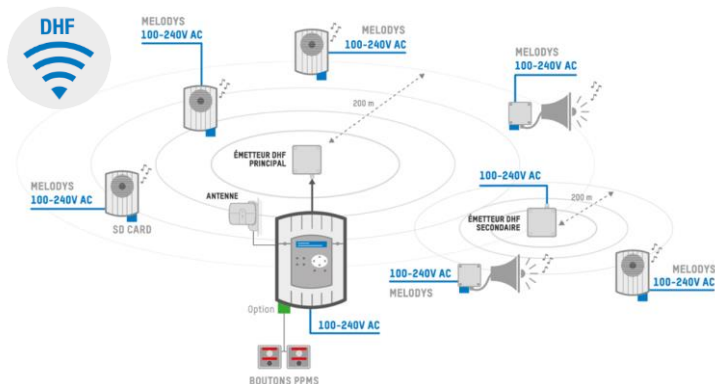 DHF
MELODYS
100-240V AC
MELODYS
100-240V AC
MELODYS
100-240V AC
200 m
ÉMETTEUR DHF
PRINCIPAL
100-240V AC
200 m
ANTENNE
MELODYS
100-240V AC
SD CARD
ÉMETTEUR DHF
SECONDAIRE
100-240V AC
MELODYS
MELODYS
100-240V AC
Option
100-240V AC
BOUTONS PPMS